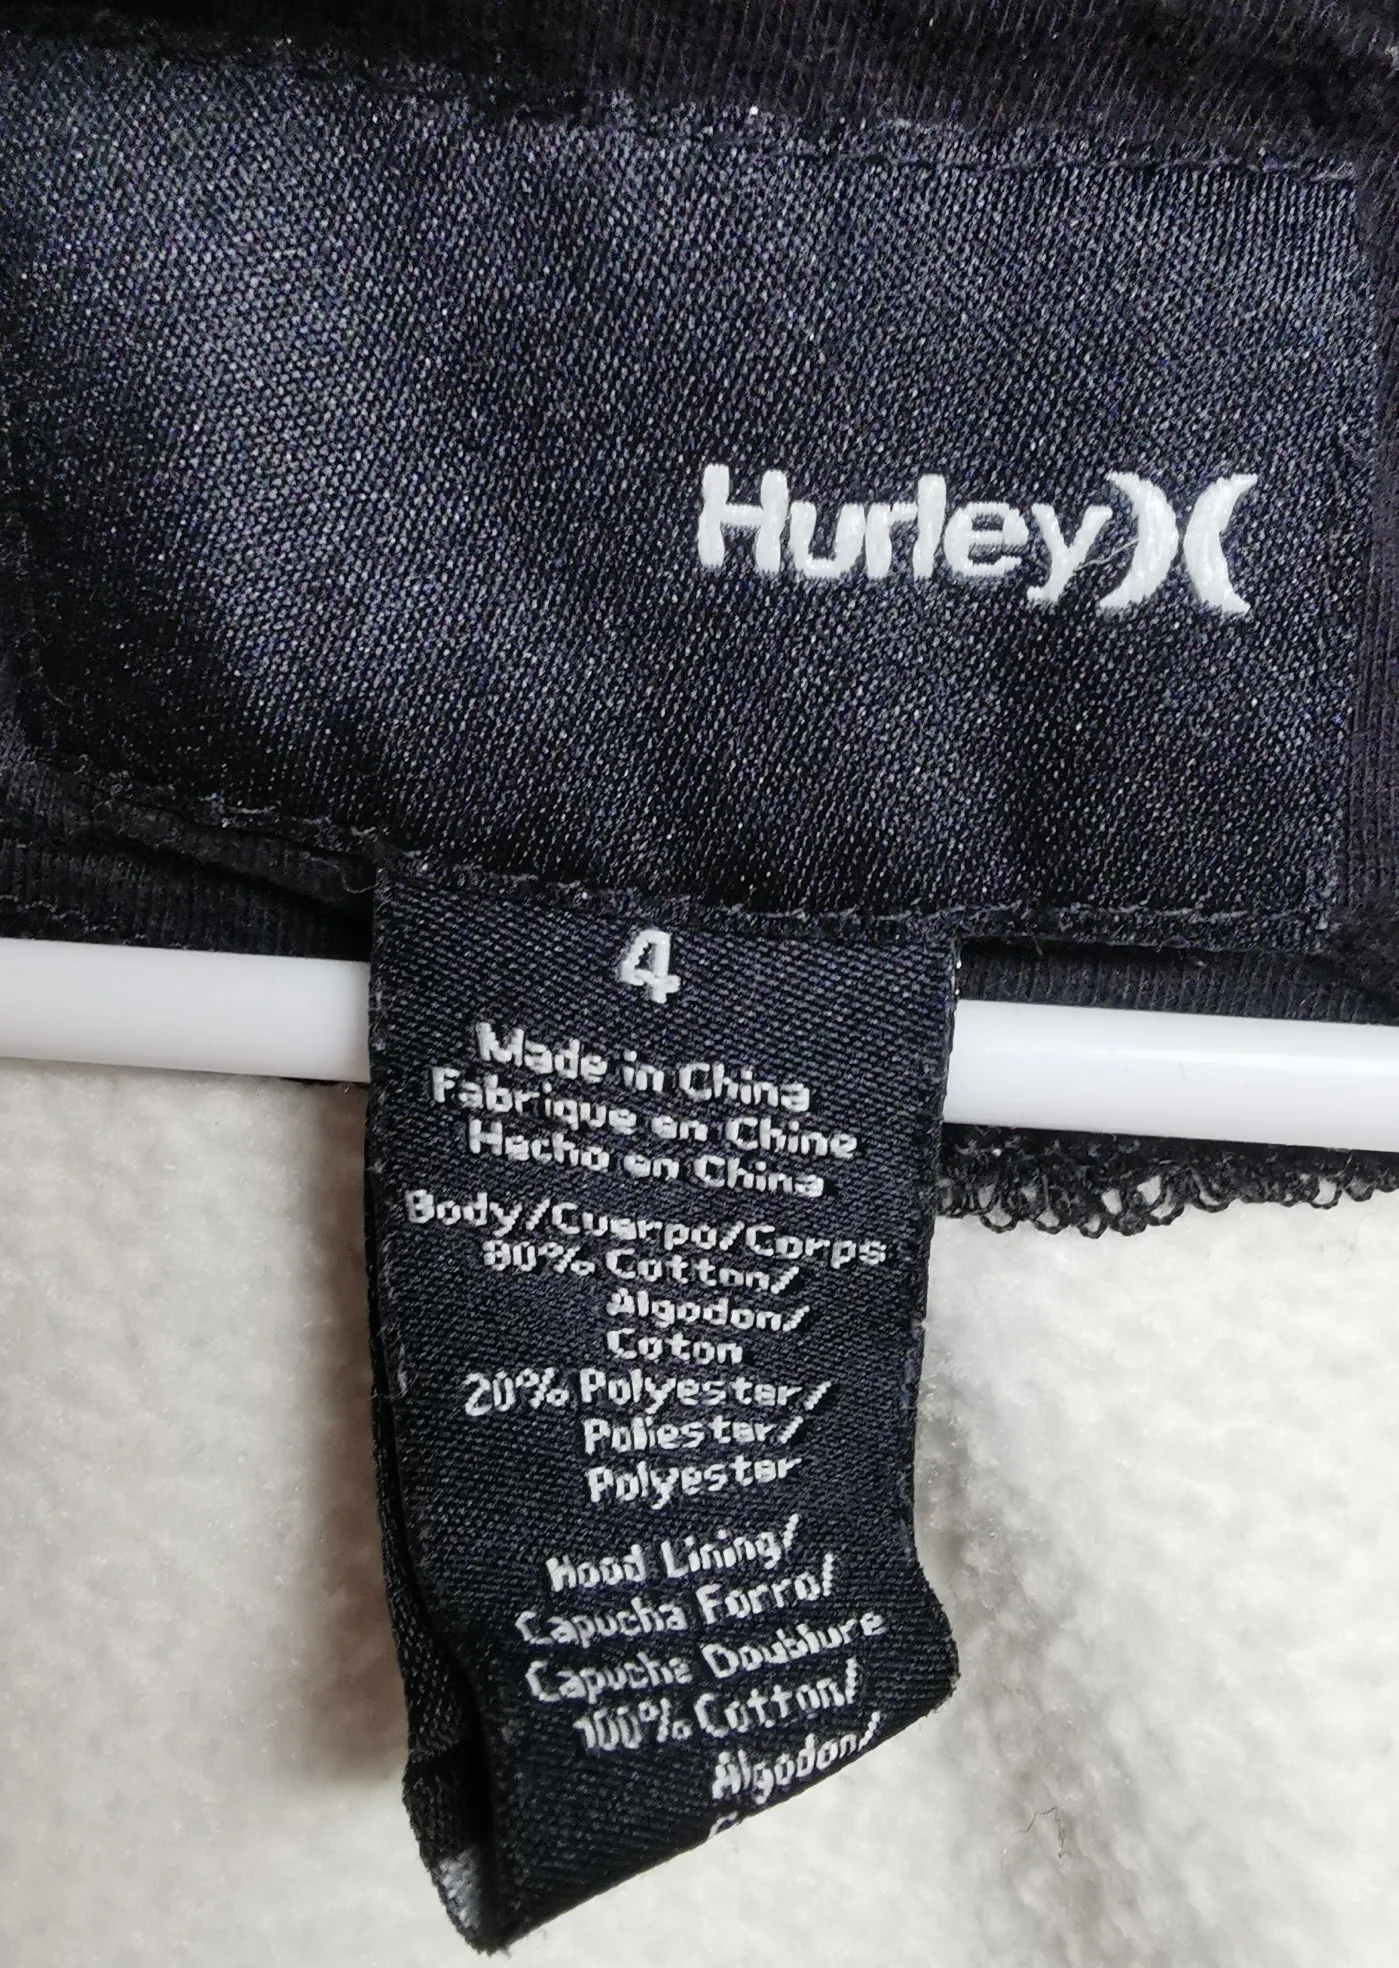 Hurley
4
Made in China
Fabrique en Chine
Hecho en China
Body/Cuerpo/Corps
80% Cotton/
Algodon/
Coton
20% Polyester/
Poliester/
Polyester
Hood Lining/
Capucha Forro/
Capuche Doublure
100% Cotton/
Algodon/